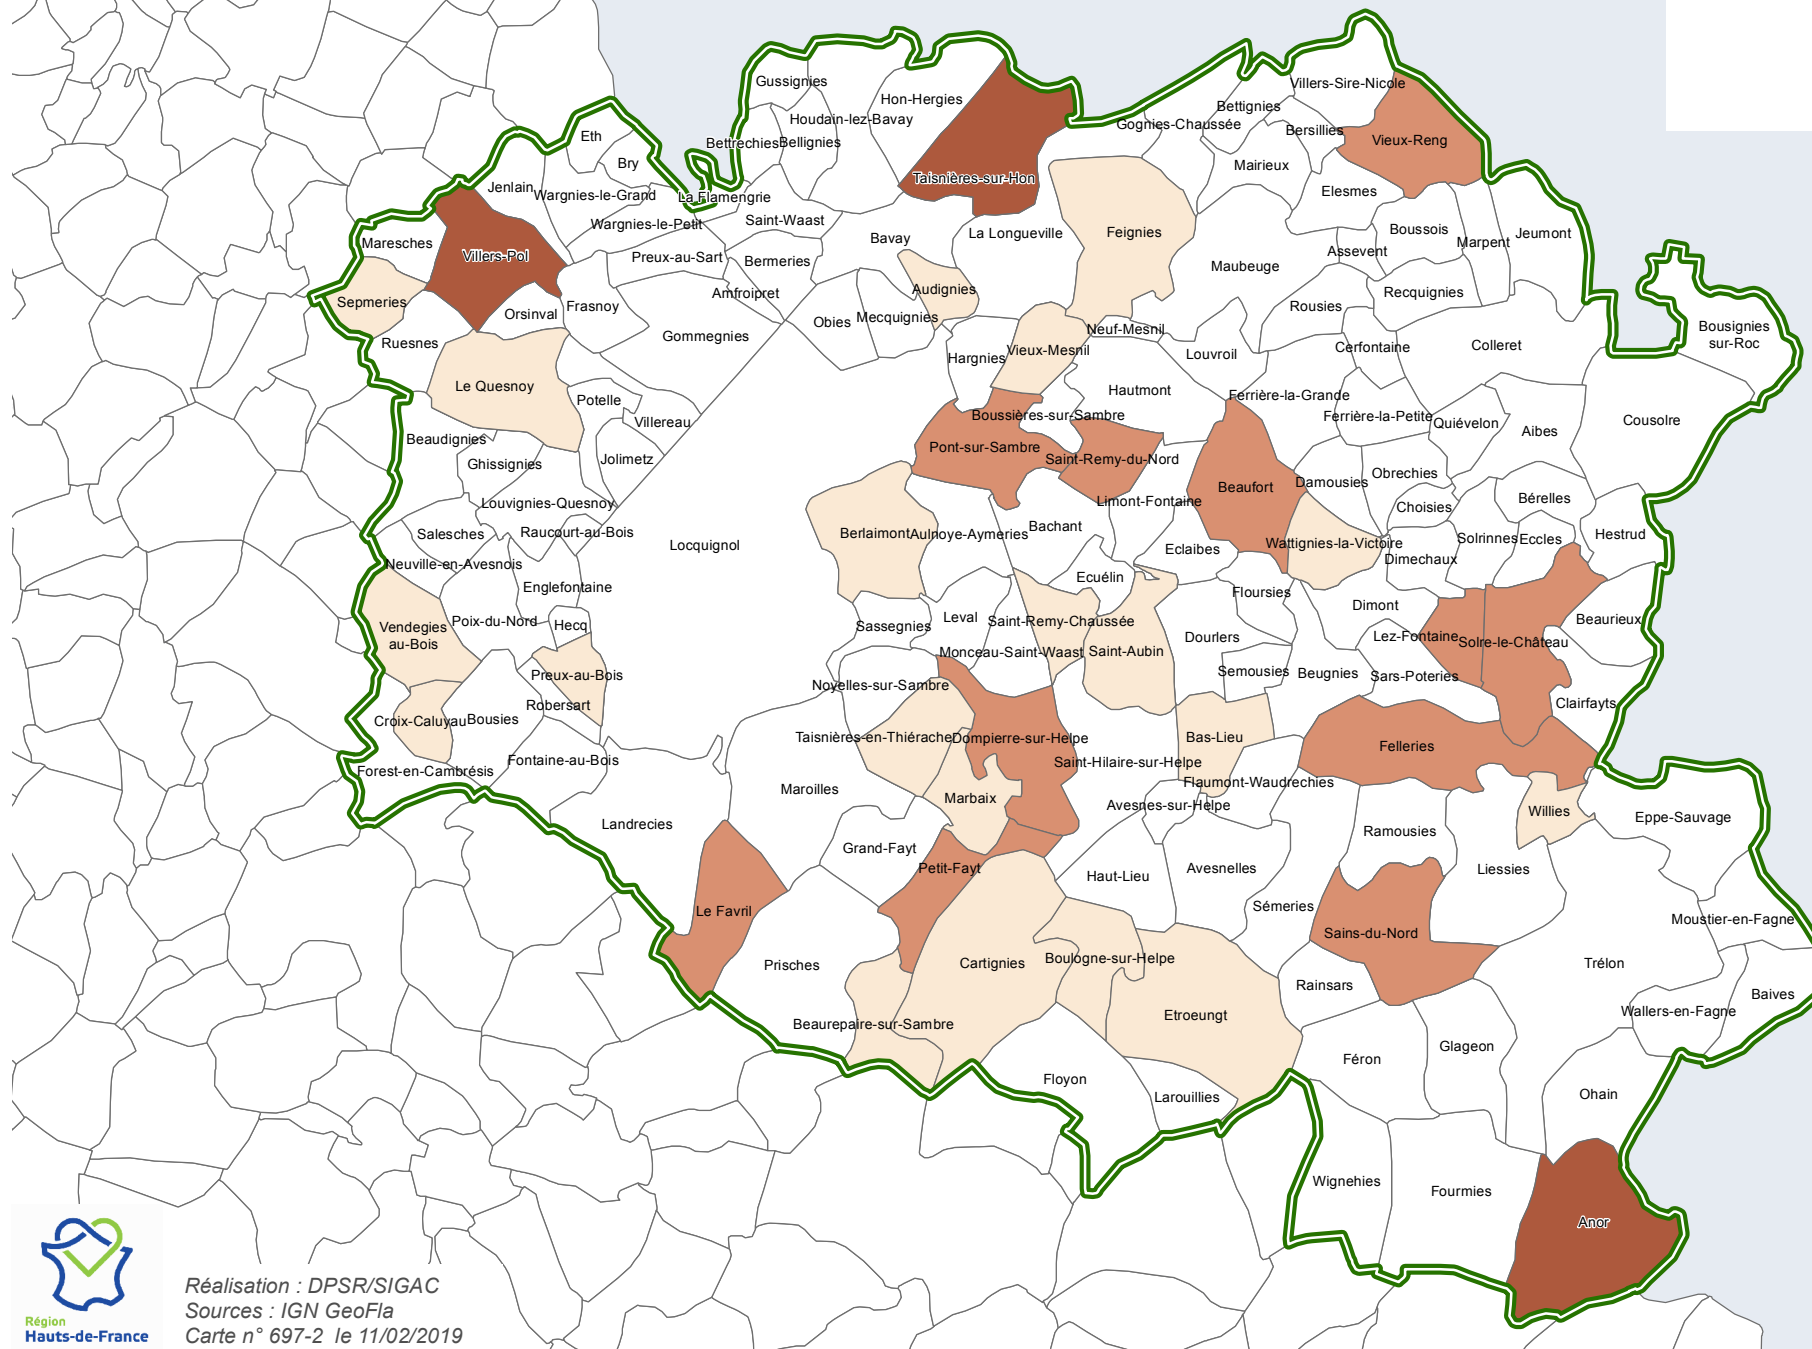 Gussignies
Villers-Sire-Nicole
Hon-Hergies
Bettignies
Houdain-lez-Bavay
Gognies-Chaussée
Bersillies
Eth
Bettrechies
Bellignies
Vieux-Reng
Bry
Mairieux
Taisnières-sur-Hon
Jenlain
Wargnies-le-Grand
La Flamengrie
Elesmes
Wargnies-le-Petit
Saint-Waast
La Longueville
Feignies
Boussois
Jeumont
Maresches
Bavay
Marpent
Villers-Pol
Preux-au-Sart
Bermeries
Assevent
Maubeuge
Sepmeries
Amfroipret
Audignies
Recquignies
Orsinval
Frasnoy
Rousies
Obies
Mecquignies
Bousignies
sur-Roc
Ruesnes
Gommegnies
Neuf-Mesnil
Hargnies
Vieux-Mesnil
Louvroil
Cerfontaine
Colleret
Le Quesnoy
Hautmont
Ferrière-la-Grande
Potelle
Villereau
Boussières-sur-Sambre
Ferrière-la-Petite
Quiévelon
Aibes
Cousolre
Beaudignies
Pont-sur-Sambre
Ghissignies
Jolimetz
Saint-Remy-du-Nord
Obrechies
Beaufort
Damousies
Louvignies-Quesnoy
Limont-Fontaine
Choisies
Bérelles
Salesches
Raucourt-au-Bois
Locquignol
Berlaimont
Aulnoye-Aymeries
Bachant
Eclaibes
Wattignies-la-Victoire
Dimechaux
Solrinnes
Eccles
Hestrud
Neuville-en-Avesnois
Englefontaine
Ecuélin
Floursies
Dimont
Vendegies
au-Bois
Poix-du-Nord
Hecq
Sassegnies
Leval
Saint-Remy-Chaussée
Dourlers
Lez-Fontaine
Solre-le-Château
Beaurieux
Monceau-Saint-Waast
Saint-Aubin
Semousies
Beugnies
Sars-Poteries
Preux-au-Bois
Noyelles-sur-Sambre
Robersart
Clairfayts
Croix-Caluyau
Bousies
Taisnières-en-Thiérache
Dompierre-sur-Helpe
Bas-Lieu
Felleries
Fontaine-au-Bois
Saint-Hilaire-sur-Helpe
Forest-en-Cambrésis
Flaumont-Waudrechies
Maroilles
Marbaix
Avesnes-sur-Helpe
Willies
Eppe-Sauvage
Landrecies
Ramousies
Grand-Fayt
Petit-Fayt
Haut-Lieu
Avesnelles
Liessies
Le Favril
Sémeries
Moustier-en-Fagne
Sains-du-Nord
Prisches
Cartignies
Boulogne-sur-Helpe
Trélon
Rainsars
Baives
Beaurepaire-sur-Sambre
Etroeungt
Wallers-en-Fagne
Féron
Glageon
Floyon
Larouillies
Ohain
Wignehies
Fourmies
Anor
Réalisation : DPSR/SIGAC
Sources : IGN GeoFla
Carte n° 697-2 le 11/02/2019
Région
Hauts-de-France